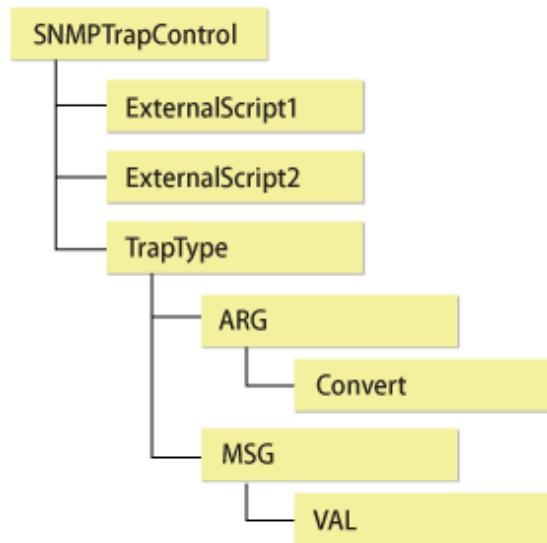 SNMPTrapControl
ExternalScript1
ExternalScript2
TrapType
ARG
Convert
MSG
VAL